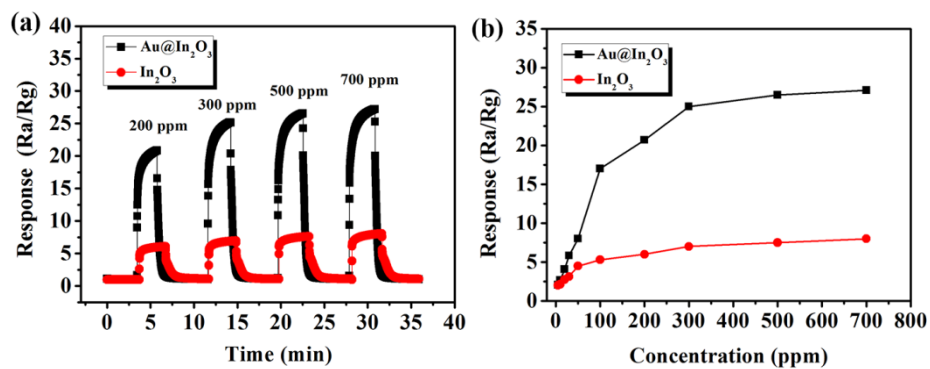 (a)
Au@In₂O₃
In₂O₃
200 ppm
300 ppm
500 ppm
700 ppm
40
35
30
25
20
15
10
5
0
Response (Ra/Rg)
0 5 10 15 20 25 30 35 40
Time (min)
(b)
Au@In₂O₃
In₂O₃
35
30
25
20
15
10
5
0
Response (Ra/Rg)
0 100 200 300 400 500 600 700 800
Concentration (ppm)